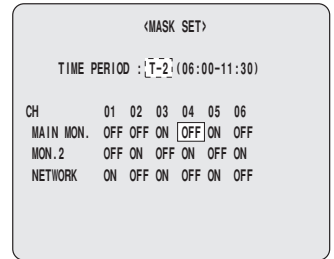 <MASK SET>
TIME PERIOD : T-2 (06:00-11:30)
CH 01 02 03 04 05 06
MAIN MON. OFF OFF ON OFF ON OFF
MON.2 OFF ON OFF ON OFF ON
NETWORK ON OFF ON OFF ON OFF